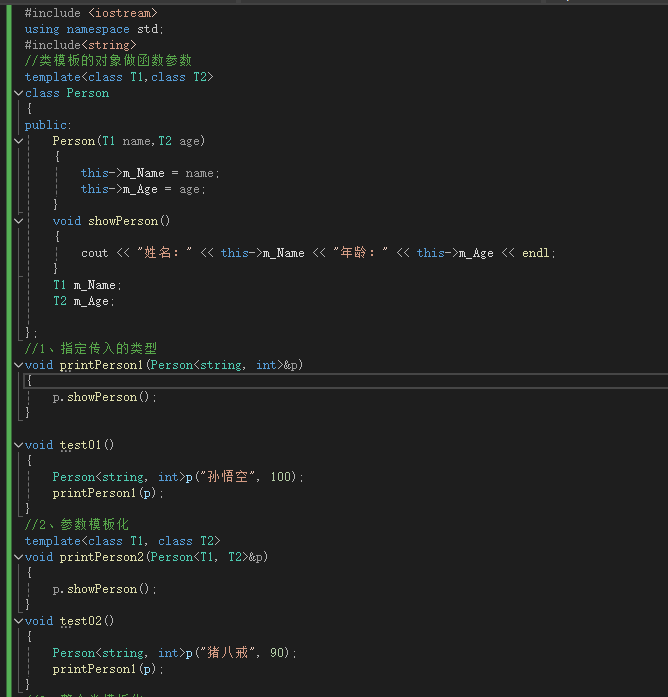 #include <iostream>
using namespace std;
#include<string>
//类模板的对象做函数参数
template<class T1,class T2>
class Person
{
public:
    Person(T1 name,T2 age)
    {
        this->m_Name = name;
        this->m_Age = age;
    }
    void showPerson()
    {
        cout << "姓名：" << this->m_Name << "年龄：" << this->m_Age << endl;
    }
    T1 m_Name;
    T2 m_Age;
};
//1、指定传入的类型
void printPerson1(Person<string, int>&p)
{
    p.showPerson();
}
void test01()
{
    Person<string, int>p("孙悟空", 100);
    printPerson1(p);
}
//2、参数模板化
template<class T1, class T2>
void printPerson2(Person<T1, T2>&p)
{
    p.showPerson();
}
void test02()
{
    Person<string, int>p("猪八戒", 90);
    printPerson1(p);
}